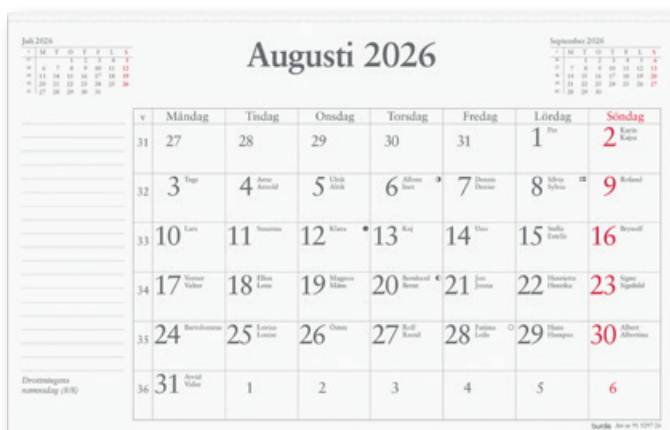 Augusti 2026
Juli 2026
September 2026
v Måndag Tisdag Onsdag Torsdag Fredag Lördag Söndag
31 27 28 29 30 31 1 Per 2 Karin Kajsa
32 3 Tage 4 Arne Arnold 5 Ulrik Alrik 6 Alfons Inez 7 Dennis Denise 8 Silvia Sylvia 9 Roland
33 10 Lars 11 Susanna 12 Klara 13 Kaj 14 Uno 15 Stella Estelle 16 Brynolf
34 17 Verner Valter 18 Ellen Lena 19 Magnus Måns 20 Bernhard Bernt 21 Jon Jonna 22 Henrietta Henrika 23 Signe Signhild
35 24 Bartolomeus 25 Lovisa Louise 26 Östen 27 Rolf Raoul 28 Fatima Leila 29 Hans Hampus 30 Albert Albertina
36 31 Arvid Vidar 1 2 3 4 5 6
Drottningens
namnsdag (8/8)
burde Art nr 91 5297 26